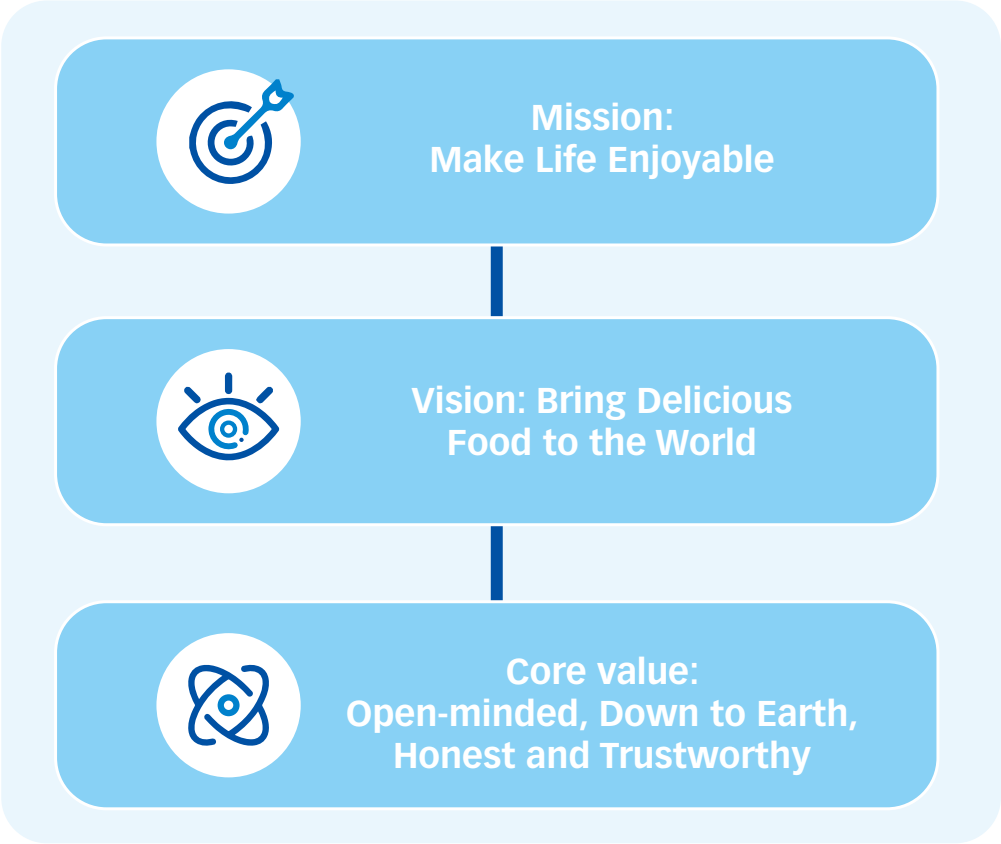 Mission:
Make Life Enjoyable
Vision: Bring Delicious
Food to the World
Core value:
Open-minded, Down to Earth,
Honest and Trustworthy